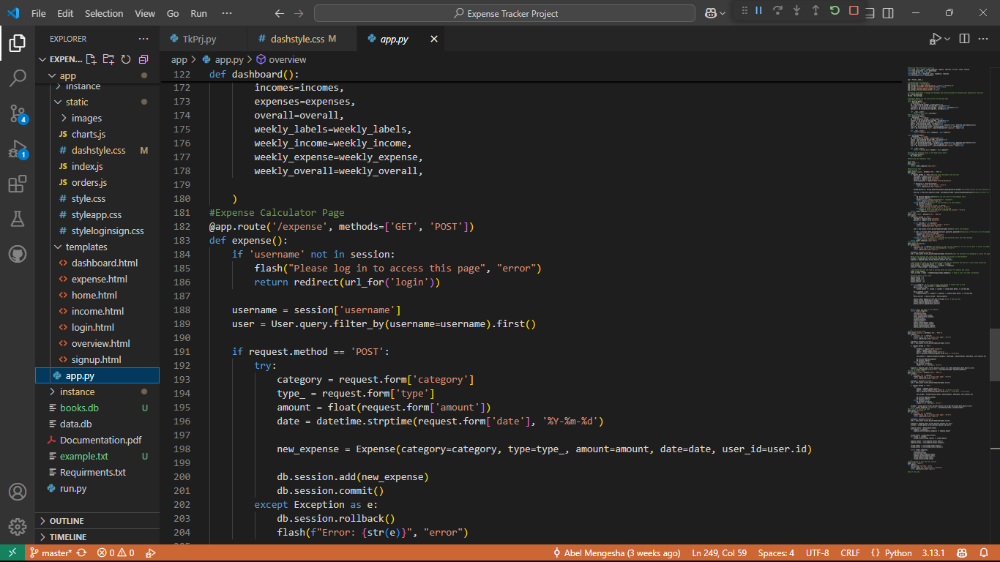 File Edit Selection View Go Run ··· Expense Tracker Project
EXPLORER ···
TkPrj.py # dashstyle.css M app.py
EXPEN...
app > app.py > overview
app
instance
static
images
JS charts.js
# dashstyle.css M
JS index.js
JS orders.js
# style.css
# styleapp.css
# styleloginsign.css
templates
<> dashboard.html
<> expense.html
<> home.html
<> income.html
<> login.html
<> overview.html
<> signup.html
app.py
instance
books.db U
data.db
Documentation.pdf
example.txt U
Requirments.txt
run.py
OUTLINE
TIMELINE
4
1
122 def dashboard():
172 incomes=incomes,
173 expenses=expenses,
174 overall=overall,
175 weekly_labels=weekly_labels,
176 weekly_income=weekly_income,
177 weekly_expense=weekly_expense,
178 weekly_overall=weekly_overall,
179
180 )
181 #Expense Calculator Page
182 @app.route('/expense', methods=['GET', 'POST'])
183 def expense():
184 if 'username' not in session:
185 flash("Please log in to access this page", "error")
186 return redirect(url_for('login'))
187
188 username = session['username']
189 user = User.query.filter_by(username=username).first()
190
191 if request.method == 'POST':
192 try:
193 category = request.form['category']
194 type_ = request.form['type']
195 amount = float(request.form['amount'])
196 date = datetime.strptime(request.form['date'], '%Y-%m-%d')
197
198 new_expense = Expense(category=category, type=type_, amount=amount, date=date, user_id=user.id)
199
200 db.session.add(new_expense)
201 db.session.commit()
202 except Exception as e:
203 db.session.rollback()
204 flash(f"Error: {str(e)}", "error")
master* 0 0 Abel Mengesha (3 weeks ago) Ln 249, Col 59 Spaces: 4 UTF-8 CRLF {} Python 3.13.1